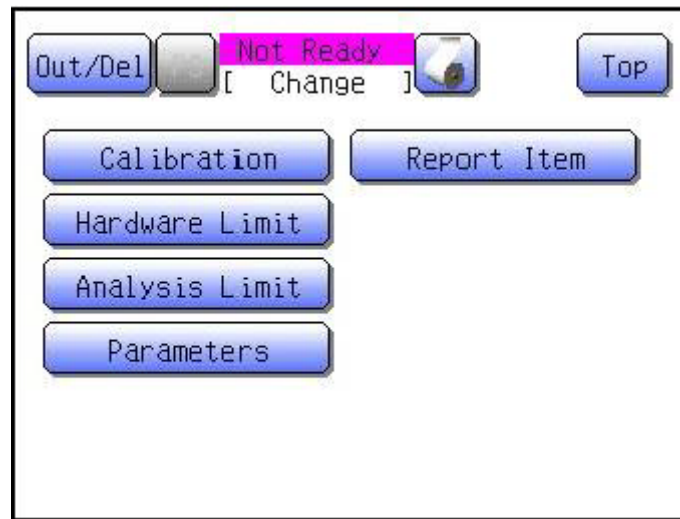 Out/Del
Not Ready
[ Change ]
Top
Calibration
Report Item
Hardware Limit
Analysis Limit
Parameters